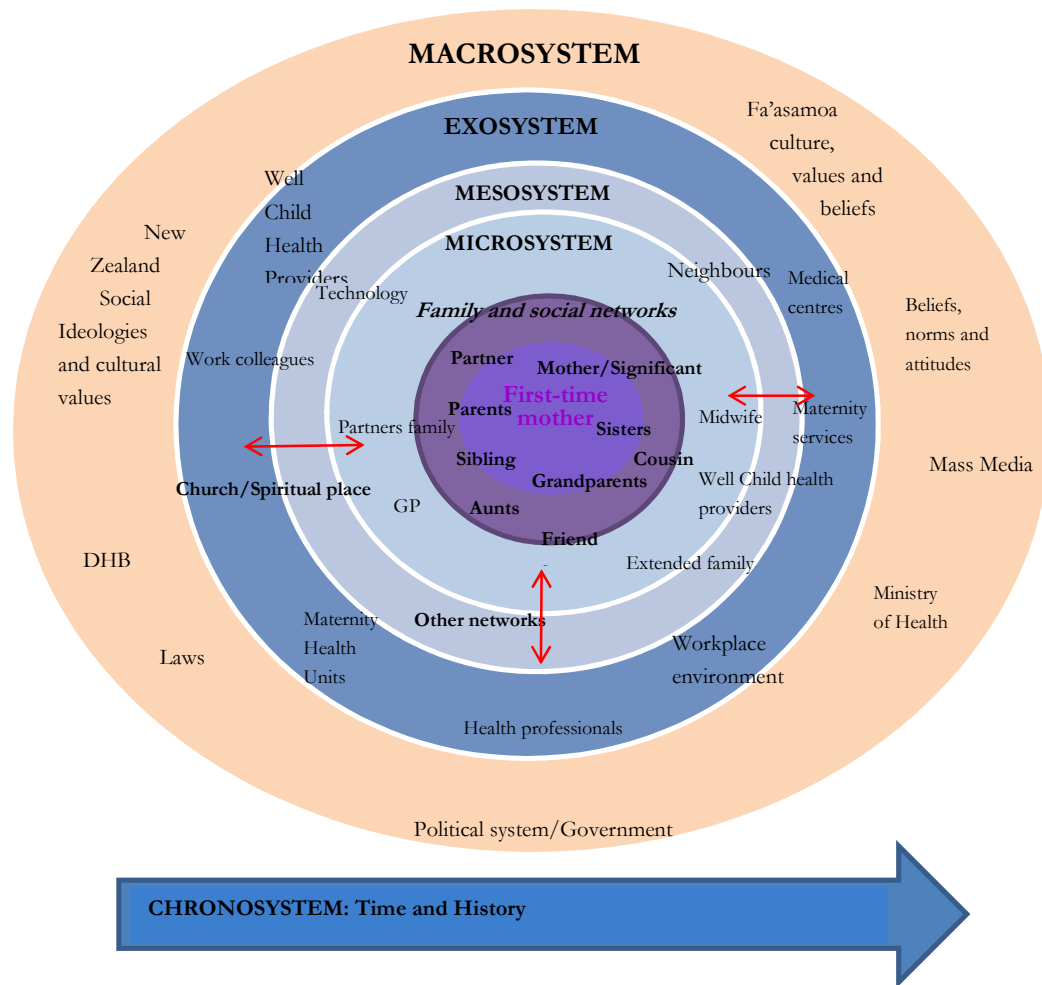 MACROSYSTEM
Fa’asamoa
culture,
values and
beliefs
EXOSYSTEM
Well
Child
Health
Providers
MESOSYSTEM
New
Zealand
Social
Ideologies
and cultural
values
MICROSYSTEM
Neighbours
Medical
centres
Technology
Beliefs,
norms and
attitudes
Family and social networks
Work colleagues
Partner
Mother/Significant
First-time
mother
Parents
Sisters
Partners family
Midwife
Maternity
services
Sibling
Cousin
Mass Media
Church/Spiritual place
Grandparents
Well Child health
providers
GP
Aunts
Friend
DHB
Extended family
Ministry
of Health
Maternity
Health
Units
Other networks
Laws
Workplace
environment
Health professionals
Political system/Government
CHRONOSYSTEM: Time and History